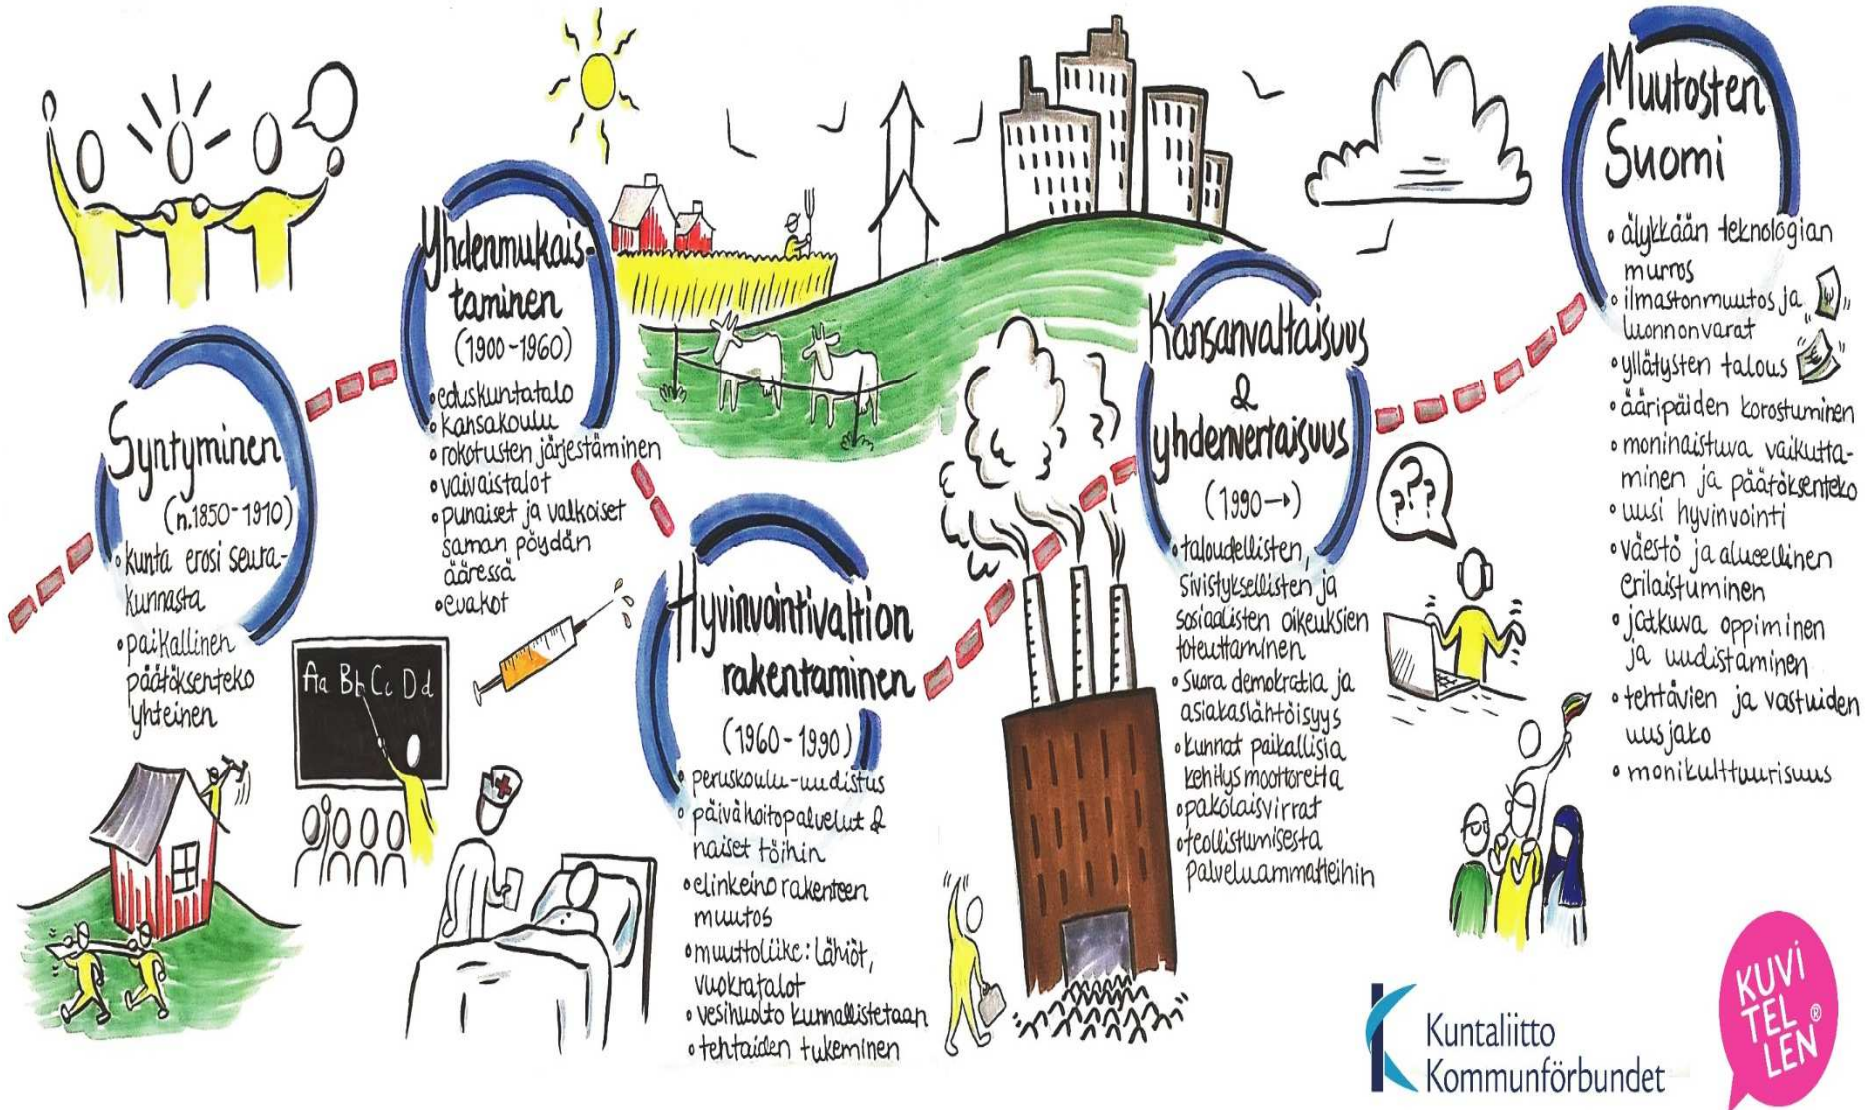 Syntyminen
(n.1850-1910)
• kunta erosi seura-
kunnasta
• paikallinen
päätöksenteko
yhteinen
Yhdenmukais-
taminen
(1900-1960)
• eduskuntatalo
• kansakoulu
• rokotusten järjestäminen
• vaivaistalot
• punaiset ja valkoiset
saman pöydän
ääressä
• evakot
Aa Bb Cc Dd
Hyvinvointivaltion
rakentaminen
(1960-1990)
• peruskoulu-uudistus
• päivähoitopalvelut &
naiset töihin
• elinkeinorakenteen
muutos
• muuttoliike: lähiöt,
vuokratalot
• vesihuolto kunnallistetaan
• tehtaiden tukeminen
Kansanvaltaisuus
&
yhdenvertaisuus
(1990→)
• taloudellisten,
sivistyksellisten ja
sosiaalisten oikeuksien
toteuttaminen
• suora demokratia ja
asiakaslähtöisyys
• kunnat paikallisia
kehitysmoottoreita
• pakolaisvirrat
• teollistumisesta
palveluammatteihin
???
Muutosten
Suomi
• älykkään teknologian
murros
• ilmastonmuutos ja
luonnonvarat
• yllätysten talous
• ääripäiden korostuminen
• moninaistuva vaikutta-
minen ja päätöksenteko
• uusi hyvinvointi
• väestö ja alueellinen
erilaistuminen
• jatkuva oppiminen
ja uudistaminen
• tehtävien ja vastuiden
uusjako
• monikulttuurisuus
Kuntaliitto
Kommunförbundet
KUVI
TEL
LEN®